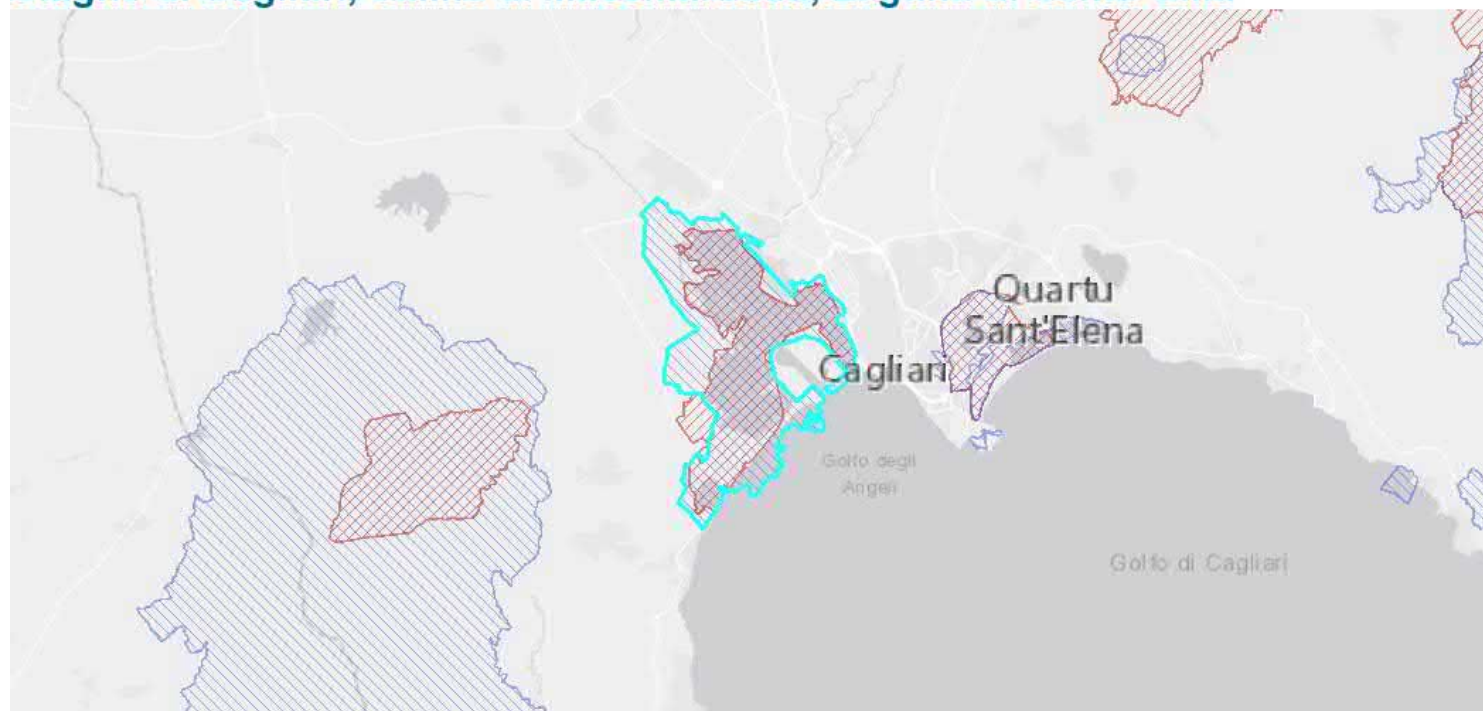 Quartu
Sant'Elena
Cagliari
Golfo degli
Angeli
Golfo di Cagliari